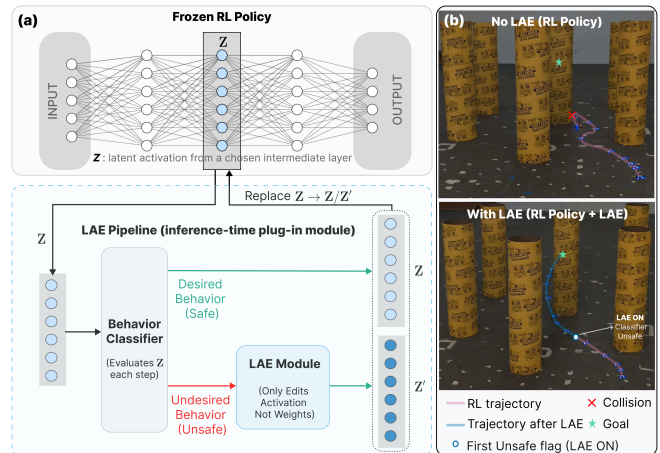 (a)
Frozen RL Policy
Z
INPUT
OUTPUT
Z : latent activation from a chosen intermediate layer
Replace Z → Z/Z′
Z
LAE Pipeline (inference-time plug-in module)
Desired
Behavior
(Safe)
Z
Behavior
Classifier
(Evaluates Z
each step)
LAE Module
(Only Edits
Activation
Not Weights)
Undesired
Behavior
(Unsafe)
Z′
(b)
No LAE (RL Policy)
With LAE (RL Policy + LAE)
LAE ON
Classifier
Unsafe
RL trajectory
Collision
Trajectory after LAE
Goal
First Unsafe flag (LAE ON)